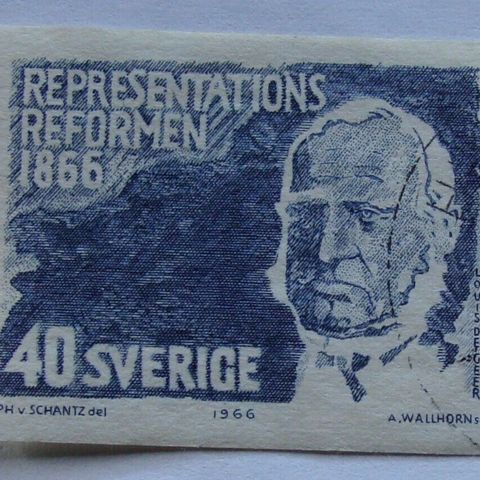 REPRESENTATIONS
REFORMEN
1866
40 SVERIGE
LOUIS DE GEER
PH v. SCHANTZ del
1966
A. WALLHORN s